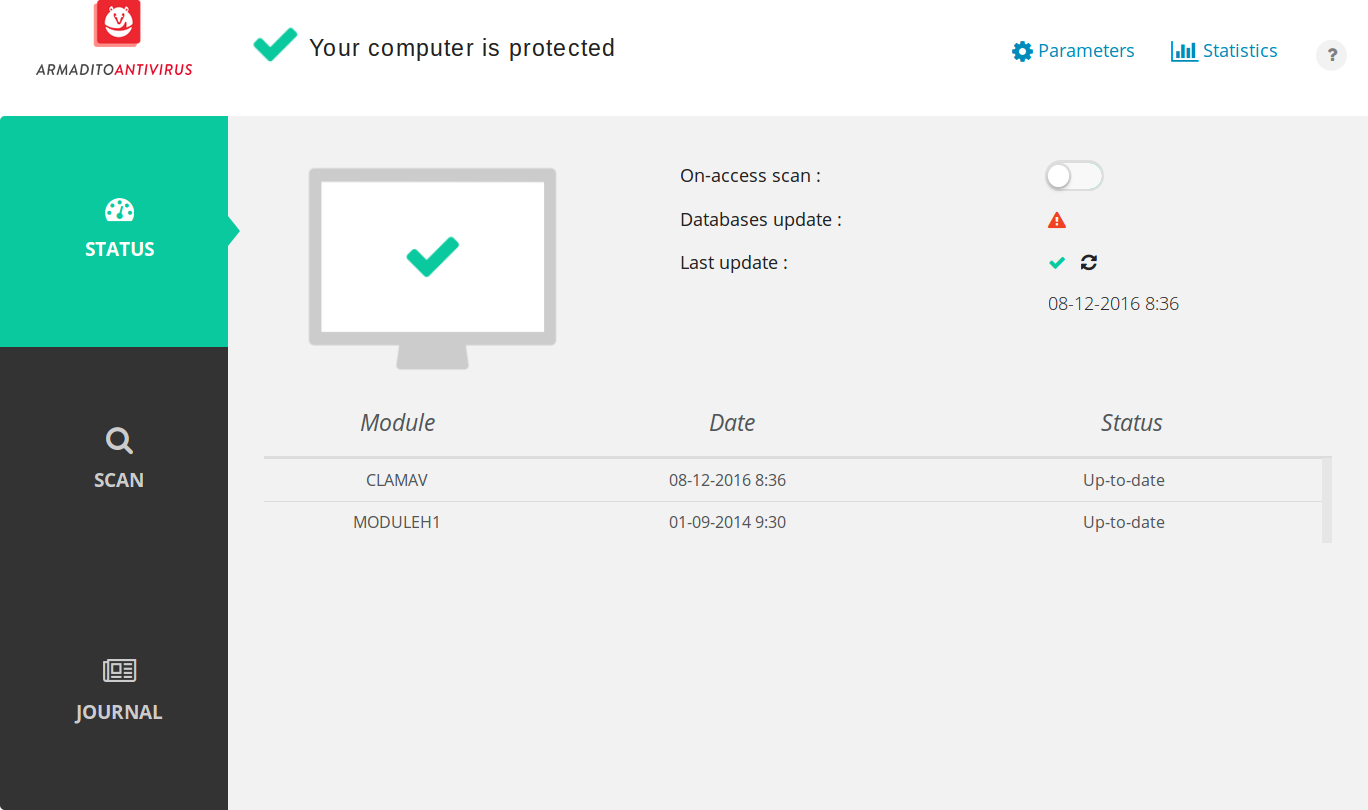 ARMADITOANTIVIRUS
Your computer is protected
Parameters
Statistics
?
STATUS
SCAN
JOURNAL
On-access scan :
Databases update :
Last update :
08-12-2016 8:36
Module Date Status
CLAMAV 08-12-2016 8:36 Up-to-date
MODULEH1 01-09-2014 9:30 Up-to-date